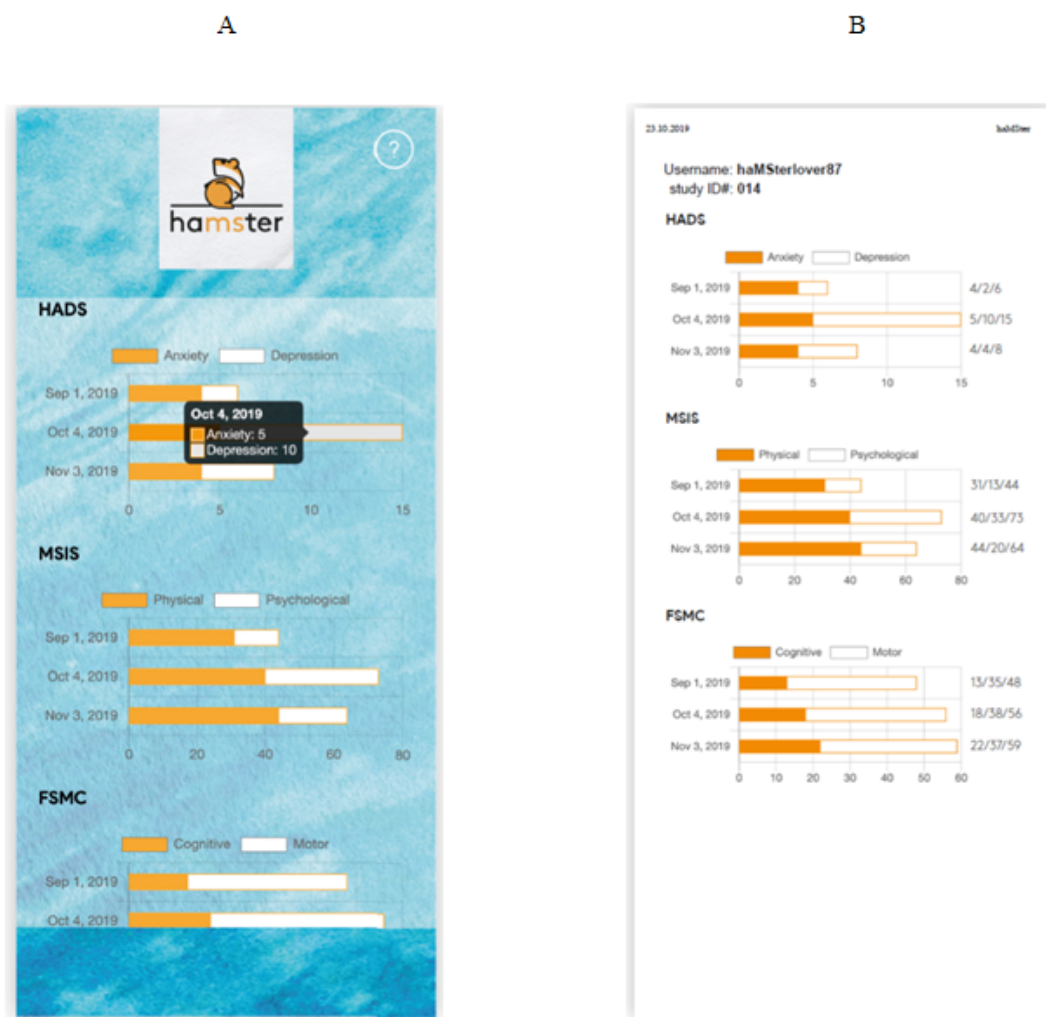 A
B
?
hamster
HADS
Anxiety Depression
Sep 1, 2019
Oct 4, 2019
Oct 4, 2019
Anxiety: 5
Depression: 10
Nov 3, 2019
0 5 10 15
MSIS
Physical Psychological
Sep 1, 2019
Oct 4, 2019
Nov 3, 2019
0 20 40 60 80
FSMC
Cognitive Motor
Sep 1, 2019
Oct 4, 2019
23.10.2019 haMSter
Username: haMSterlover87
study ID#: 014
HADS
Anxiety Depression
Sep 1, 2019 4/2/6
Oct 4, 2019 5/10/15
Nov 3, 2019 4/4/8
0 5 10 15
MSIS
Physical Psychological
Sep 1, 2019 31/13/44
Oct 4, 2019 40/33/73
Nov 3, 2019 44/20/64
0 20 40 60 80
FSMC
Cognitive Motor
Sep 1, 2019 13/35/48
Oct 4, 2019 18/38/56
Nov 3, 2019 22/37/59
0 10 20 30 40 50 60